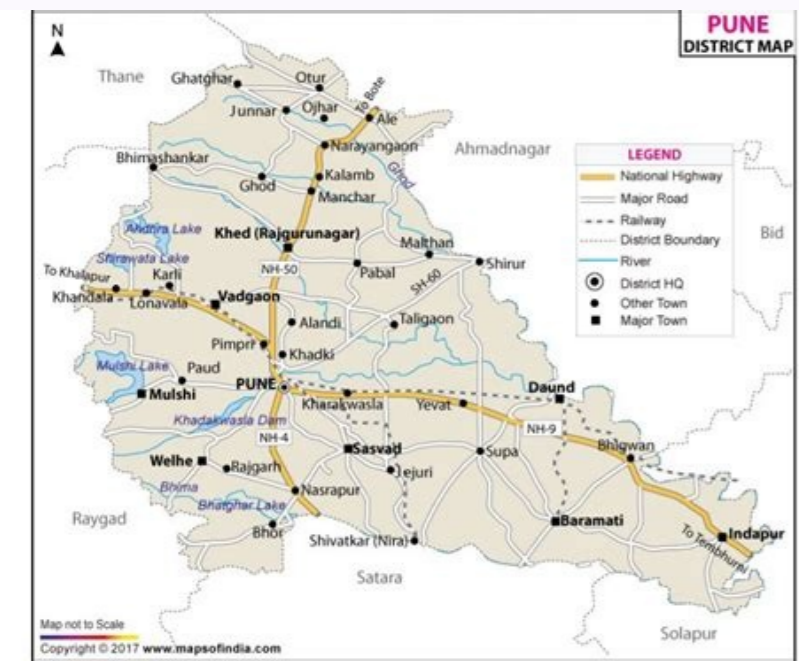 PUNE
DISTRICT MAP
N
Thane
Ghatghar
Otur
To Bote
Junnar
Ojhar
Ale
Narayangaon
Ahmadnagar
Bhimashankar
Ghod
Kalamb
Ghod
Manchar
LEGEND
National Highway
Major Road
Railway
District Boundary
River
District HQ
Other Town
Major Town
Bid
Andhra Lake
Shirawata Lake
Khed (Rajgurunagar)
Malthan
Shirur
To Khalapur
Karli
NH-50
Pabal
SH-60
Khandala
Lonavala
Vadgaon
Alandi
Taligaon
Pimpri
Khadki
Mulshi Lake
Paud
PUNE
Mulshi
Kharakwasla
Yevat
Daund
Khadakwasla Dam
NH-4
NH-9
Sasvad
Supa
Bhigwan
Welhe
Rajgarh
Jejuri
Bhima
Nasrapur
Bhatghar Lake
Raygad
Bhor
Shivatkar (Nira)
Baramati
Indapur
To Tembhurni
Satara
Solapur
Map not to Scale
Copyright © 2017 www.mapsofindia.com